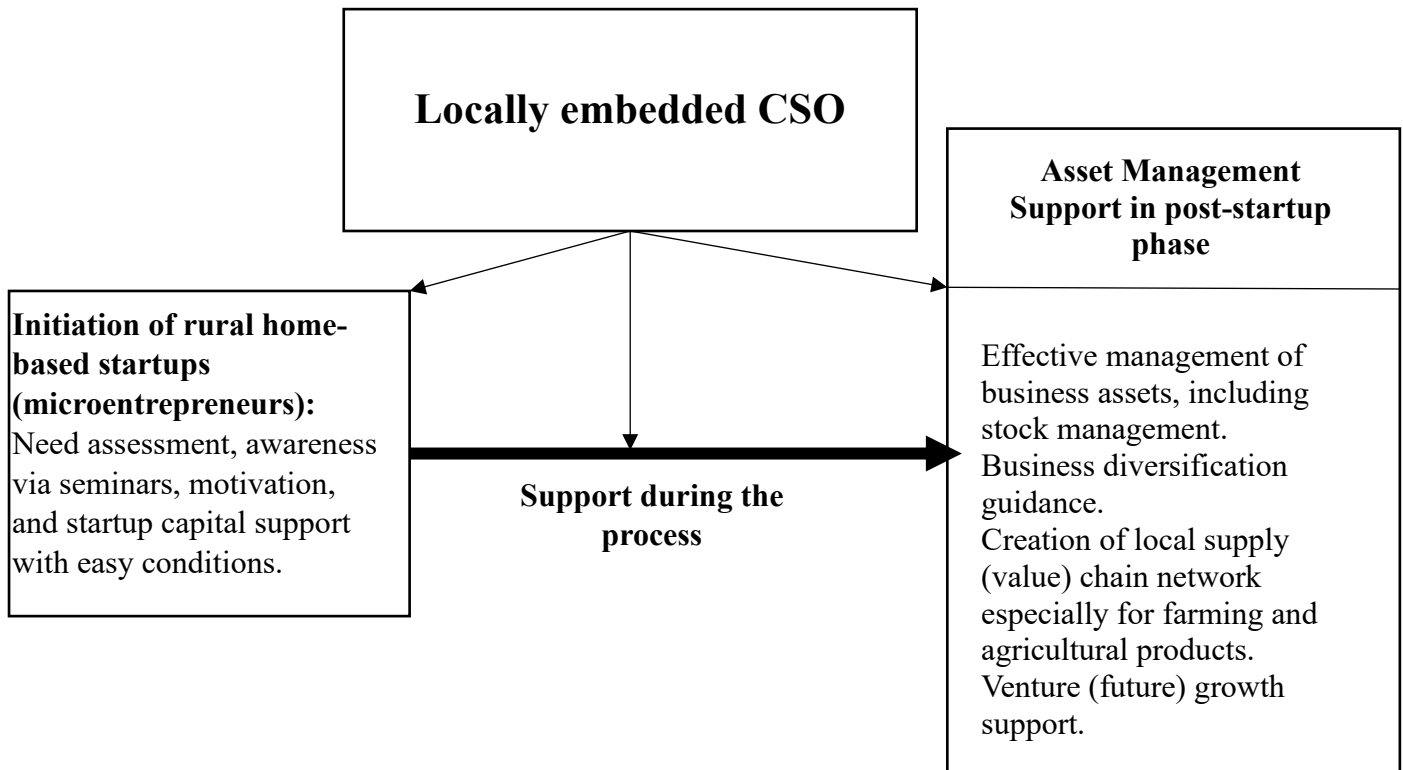 Locally embedded CSO
Asset Management
Support in post-startup
phase
Initiation of rural home-
based startups
(microentrepreneurs):
Need assessment, awareness
via seminars, motivation,
and startup capital support
with easy conditions.
Support during the
process
Effective management of
business assets, including
stock management.
Business diversification
guidance.
Creation of local supply
(value) chain network
especially for farming and
agricultural products.
Venture (future) growth
support.